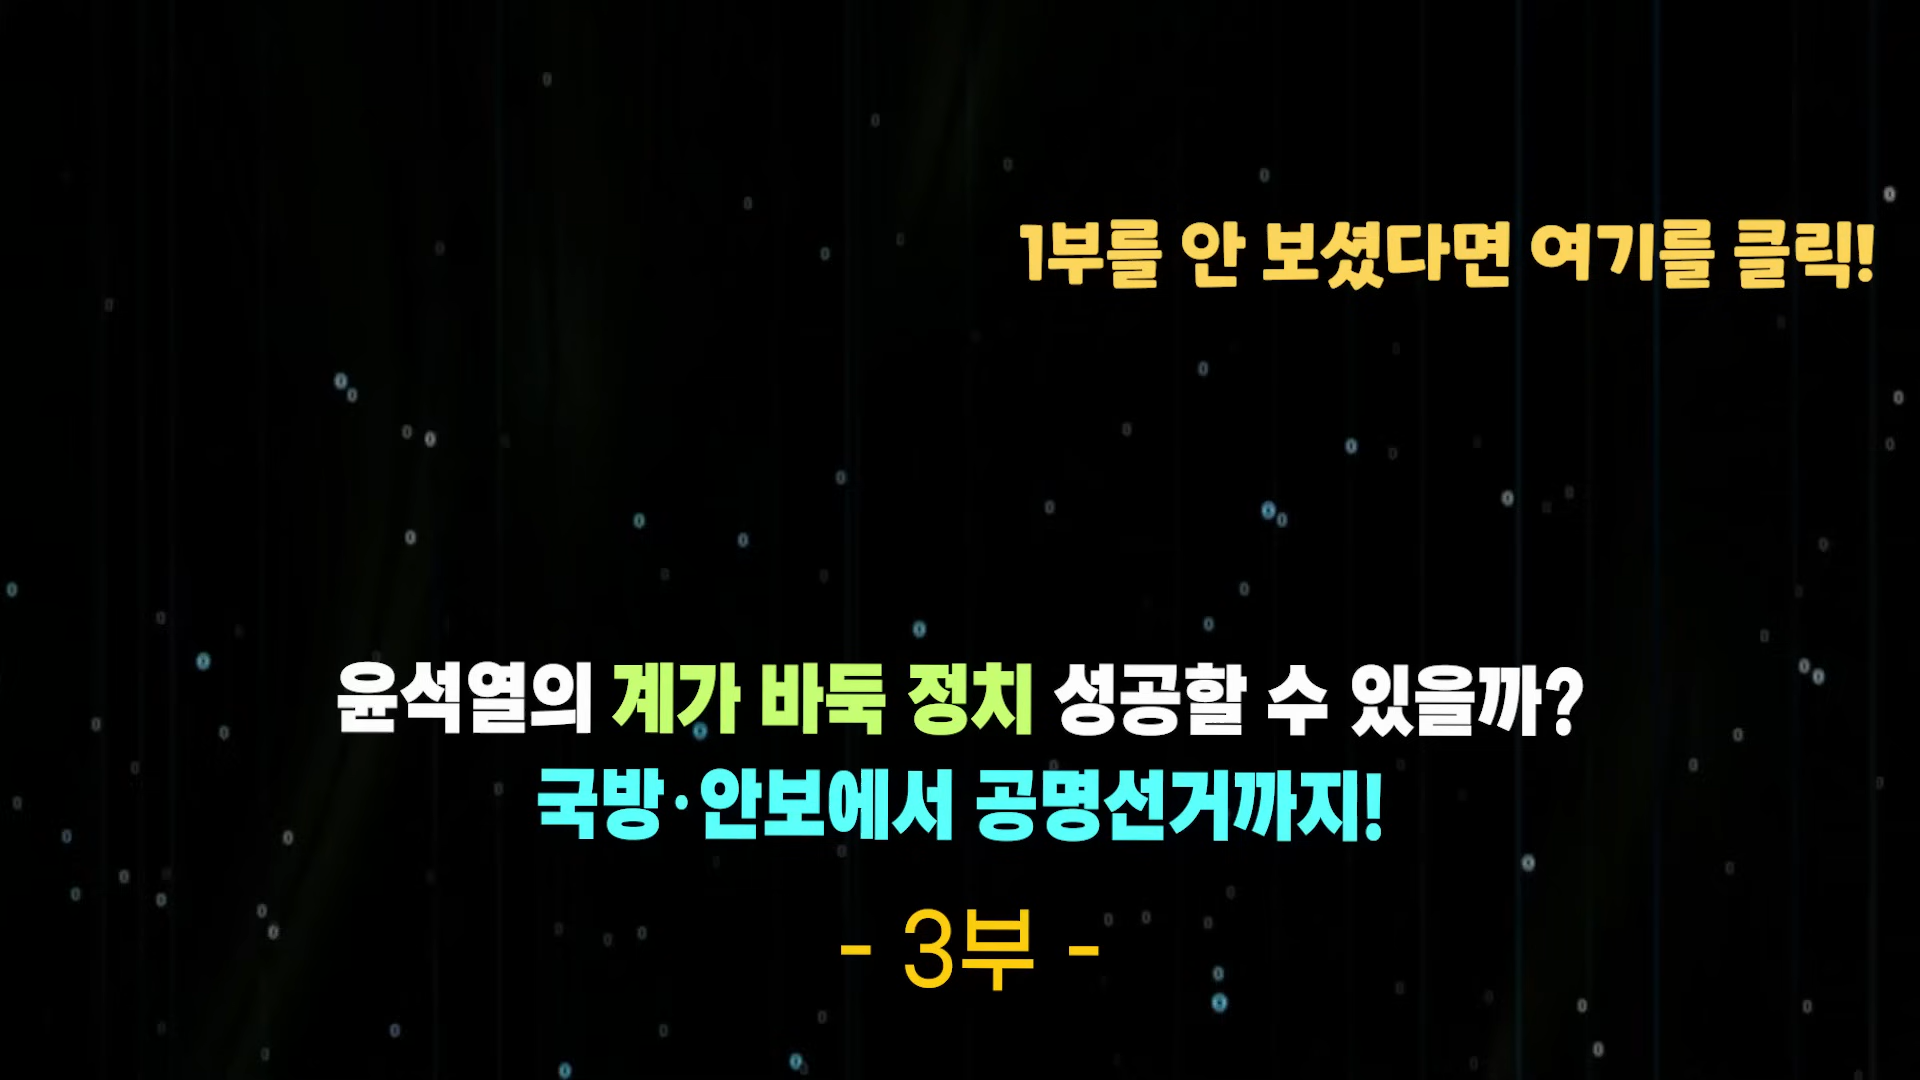 1부를 안 보셨다면 여기를 클릭!
윤석열의 계가 바둑 정치 성공할 수 있을까?
국방·안보에서 공명선거까지!
- 3부 -